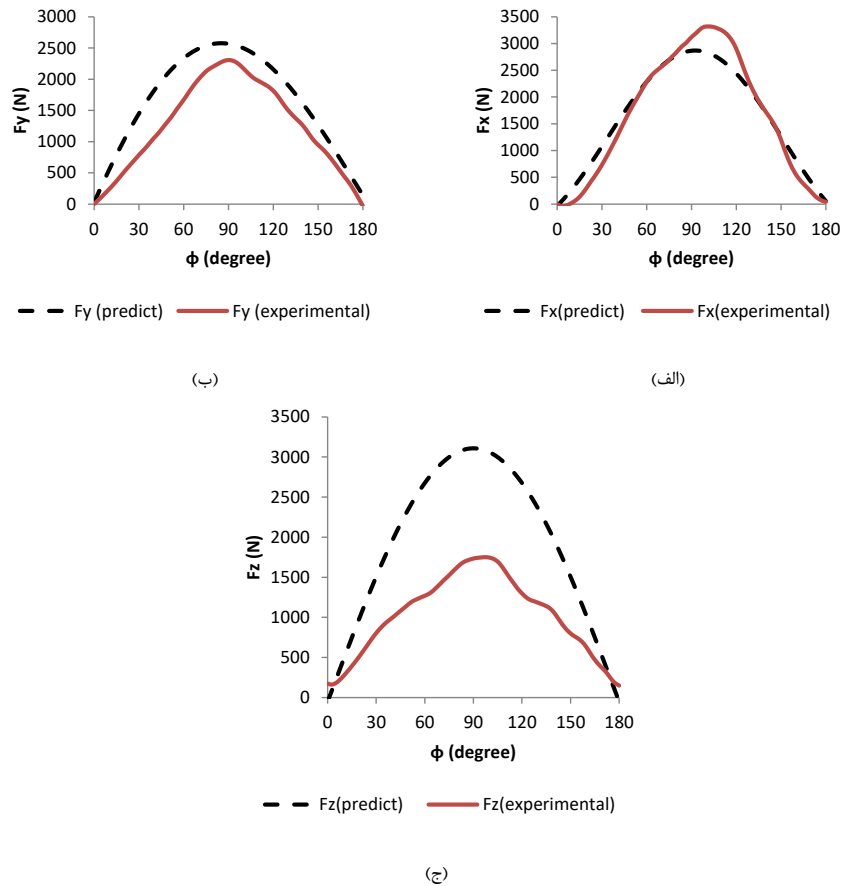 3500
3000
2500
2000
1500
1000
500
0
Fx (N)
0 30 60 90 120 150 180
ϕ (degree)
Fx(predict) Fx(experimental)
(الف)
3000
2500
2000
1500
1000
500
0
Fy (N)
0 30 60 90 120 150 180
ϕ (degree)
Fy (predict) Fy (experimental)
(ب)
3500
3000
2500
2000
1500
1000
500
0
Fz (N)
0 30 60 90 120 150 180
ϕ (degree)
Fz(predict) Fz(experimental)
(ج)